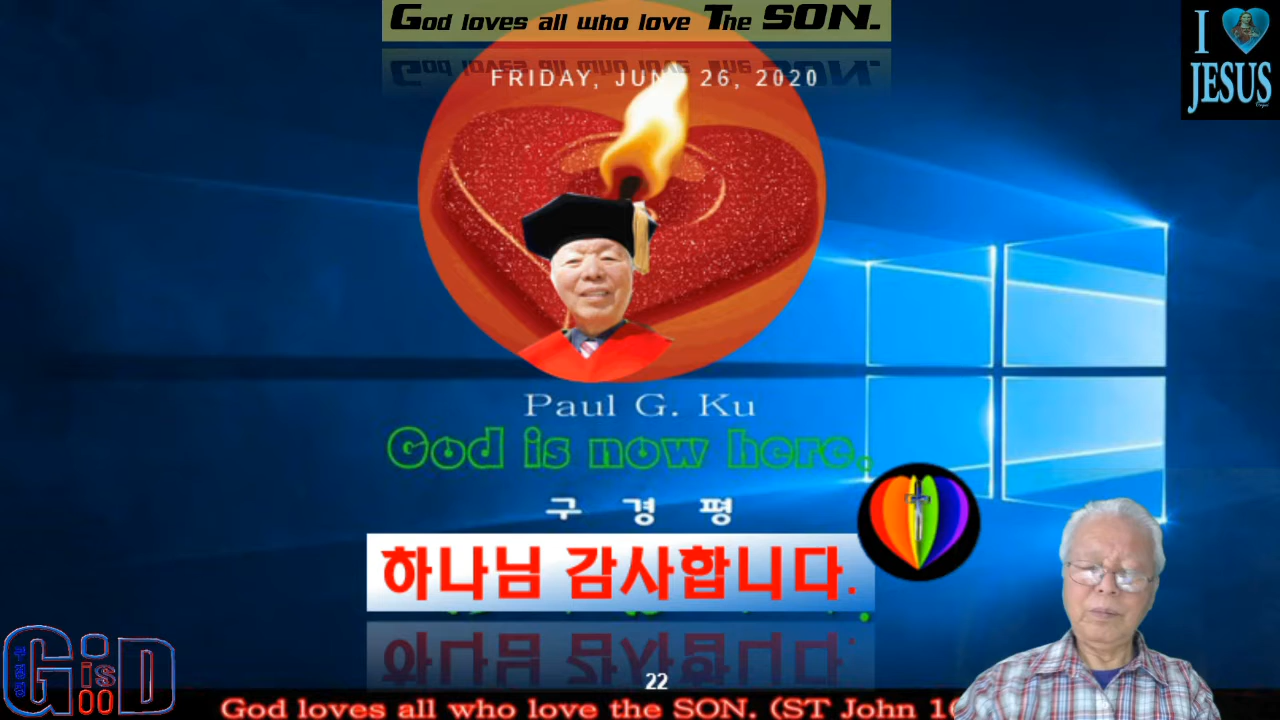 God loves all who love The SON.
I
JESUS
FRIDAY, JUNE 26, 2020
Paul G. Ku
God is now here.
구 경 평
하나님 감사합니다.
22
G is D
God loves all who love the SON. (ST John 1